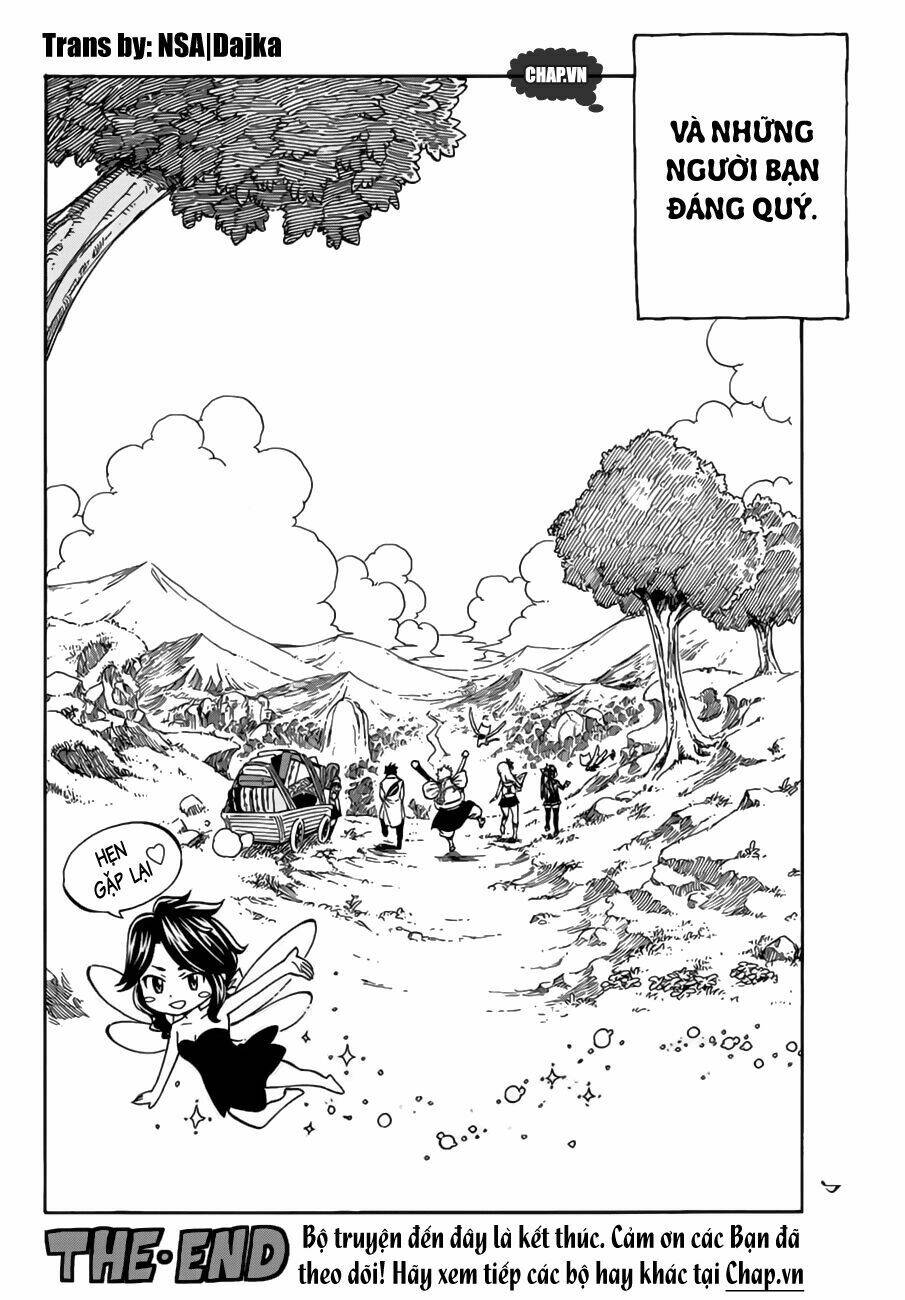 Trans by: NSA|Dajka
CHAP.VN
VÀ NHỮNG
NGƯỜI BẠN
ĐÁNG QUÝ.
HẸN
GẶP LẠI♡
THE·END
Bộ truyện đến đây là kết thúc. Cảm ơn các Bạn đã
theo dõi! Hãy xem tiếp các bộ hay khác tại Chap.vn